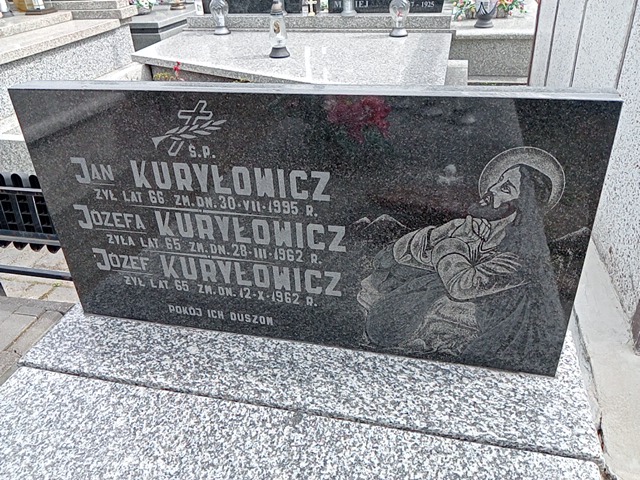 Ś.P.
JAN KURYŁOWICZ
ŻYŁ LAT 66 ZM. DN. 30-VII-1995 R.
JÓZEFA KURYŁOWICZ
ŻYŁA LAT 65 ZM. DN. 28-III-1962 R.
JÓZEF KURYŁOWICZ
ŻYŁ LAT 65 ZM. DN. 12-X-1962 R.
POKÓJ ICH DUSZOM